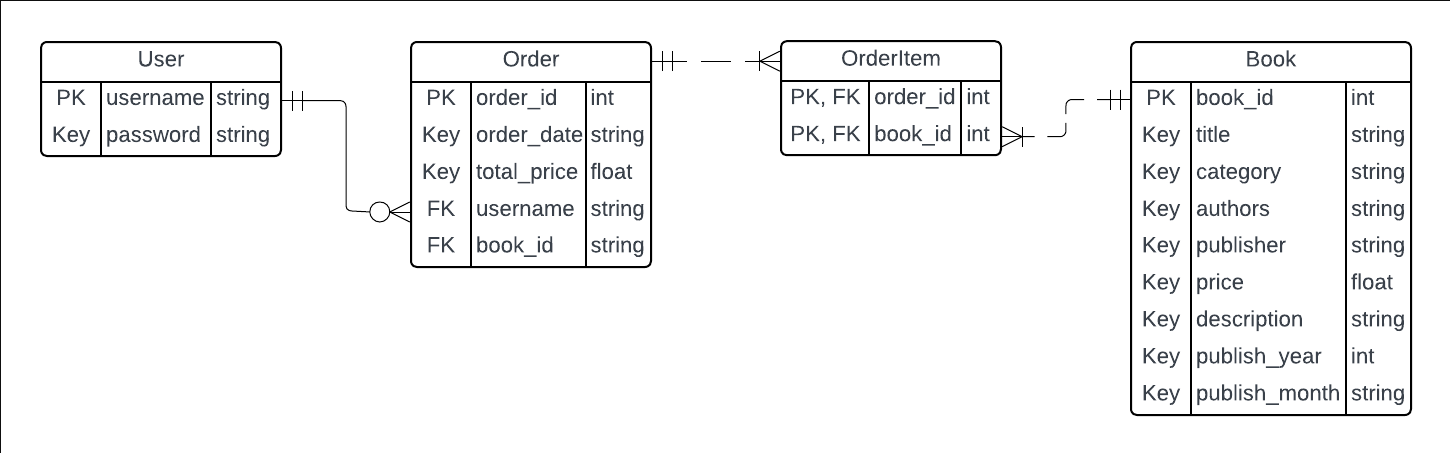 User
PK username string
Key password string
Order
PK order_id int
Key order_date string
Key total_price float
FK username string
FK book_id string
OrderItem
PK, FK order_id int
PK, FK book_id int
Book
PK book_id int
Key title string
Key category string
Key authors string
Key publisher string
Key price float
Key description string
Key publish_year int
Key publish_month string